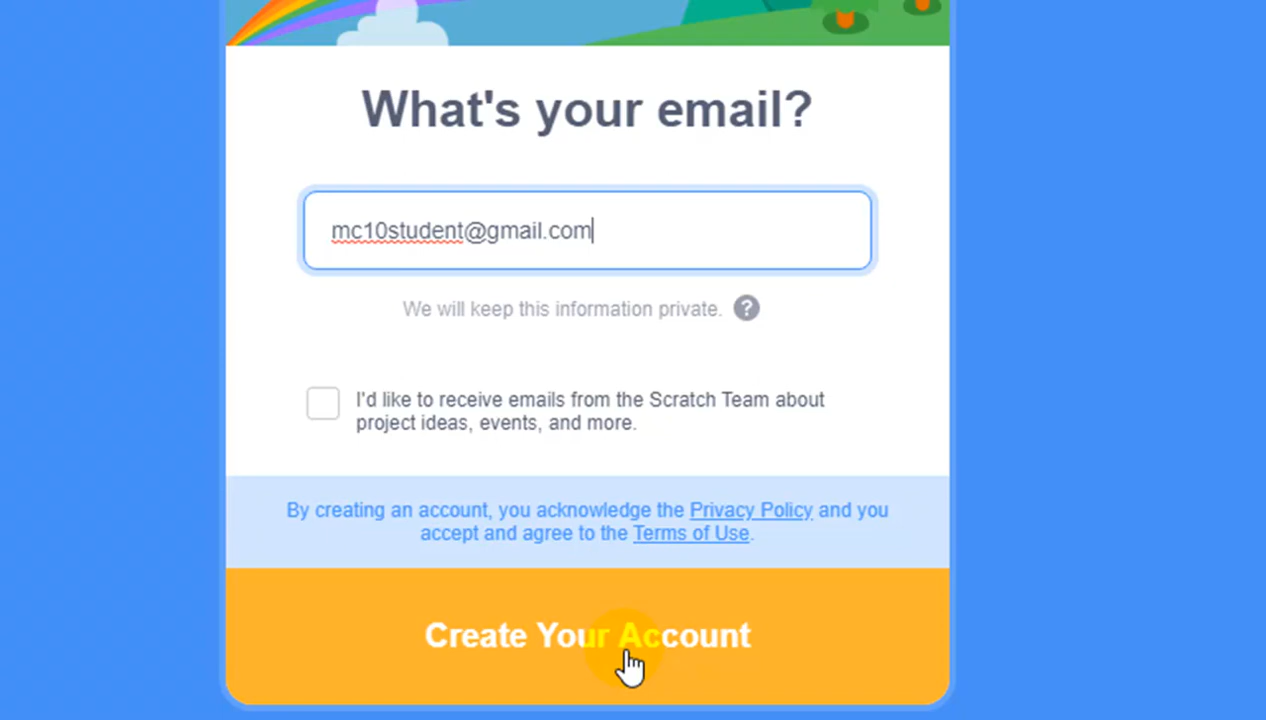 What's your email?
mc10student@gmail.com
We will keep this information private. ?
I'd like to receive emails from the Scratch Team about
project ideas, events, and more.
By creating an account, you acknowledge the Privacy Policy and you
accept and agree to the Terms of Use.
Create Your Account